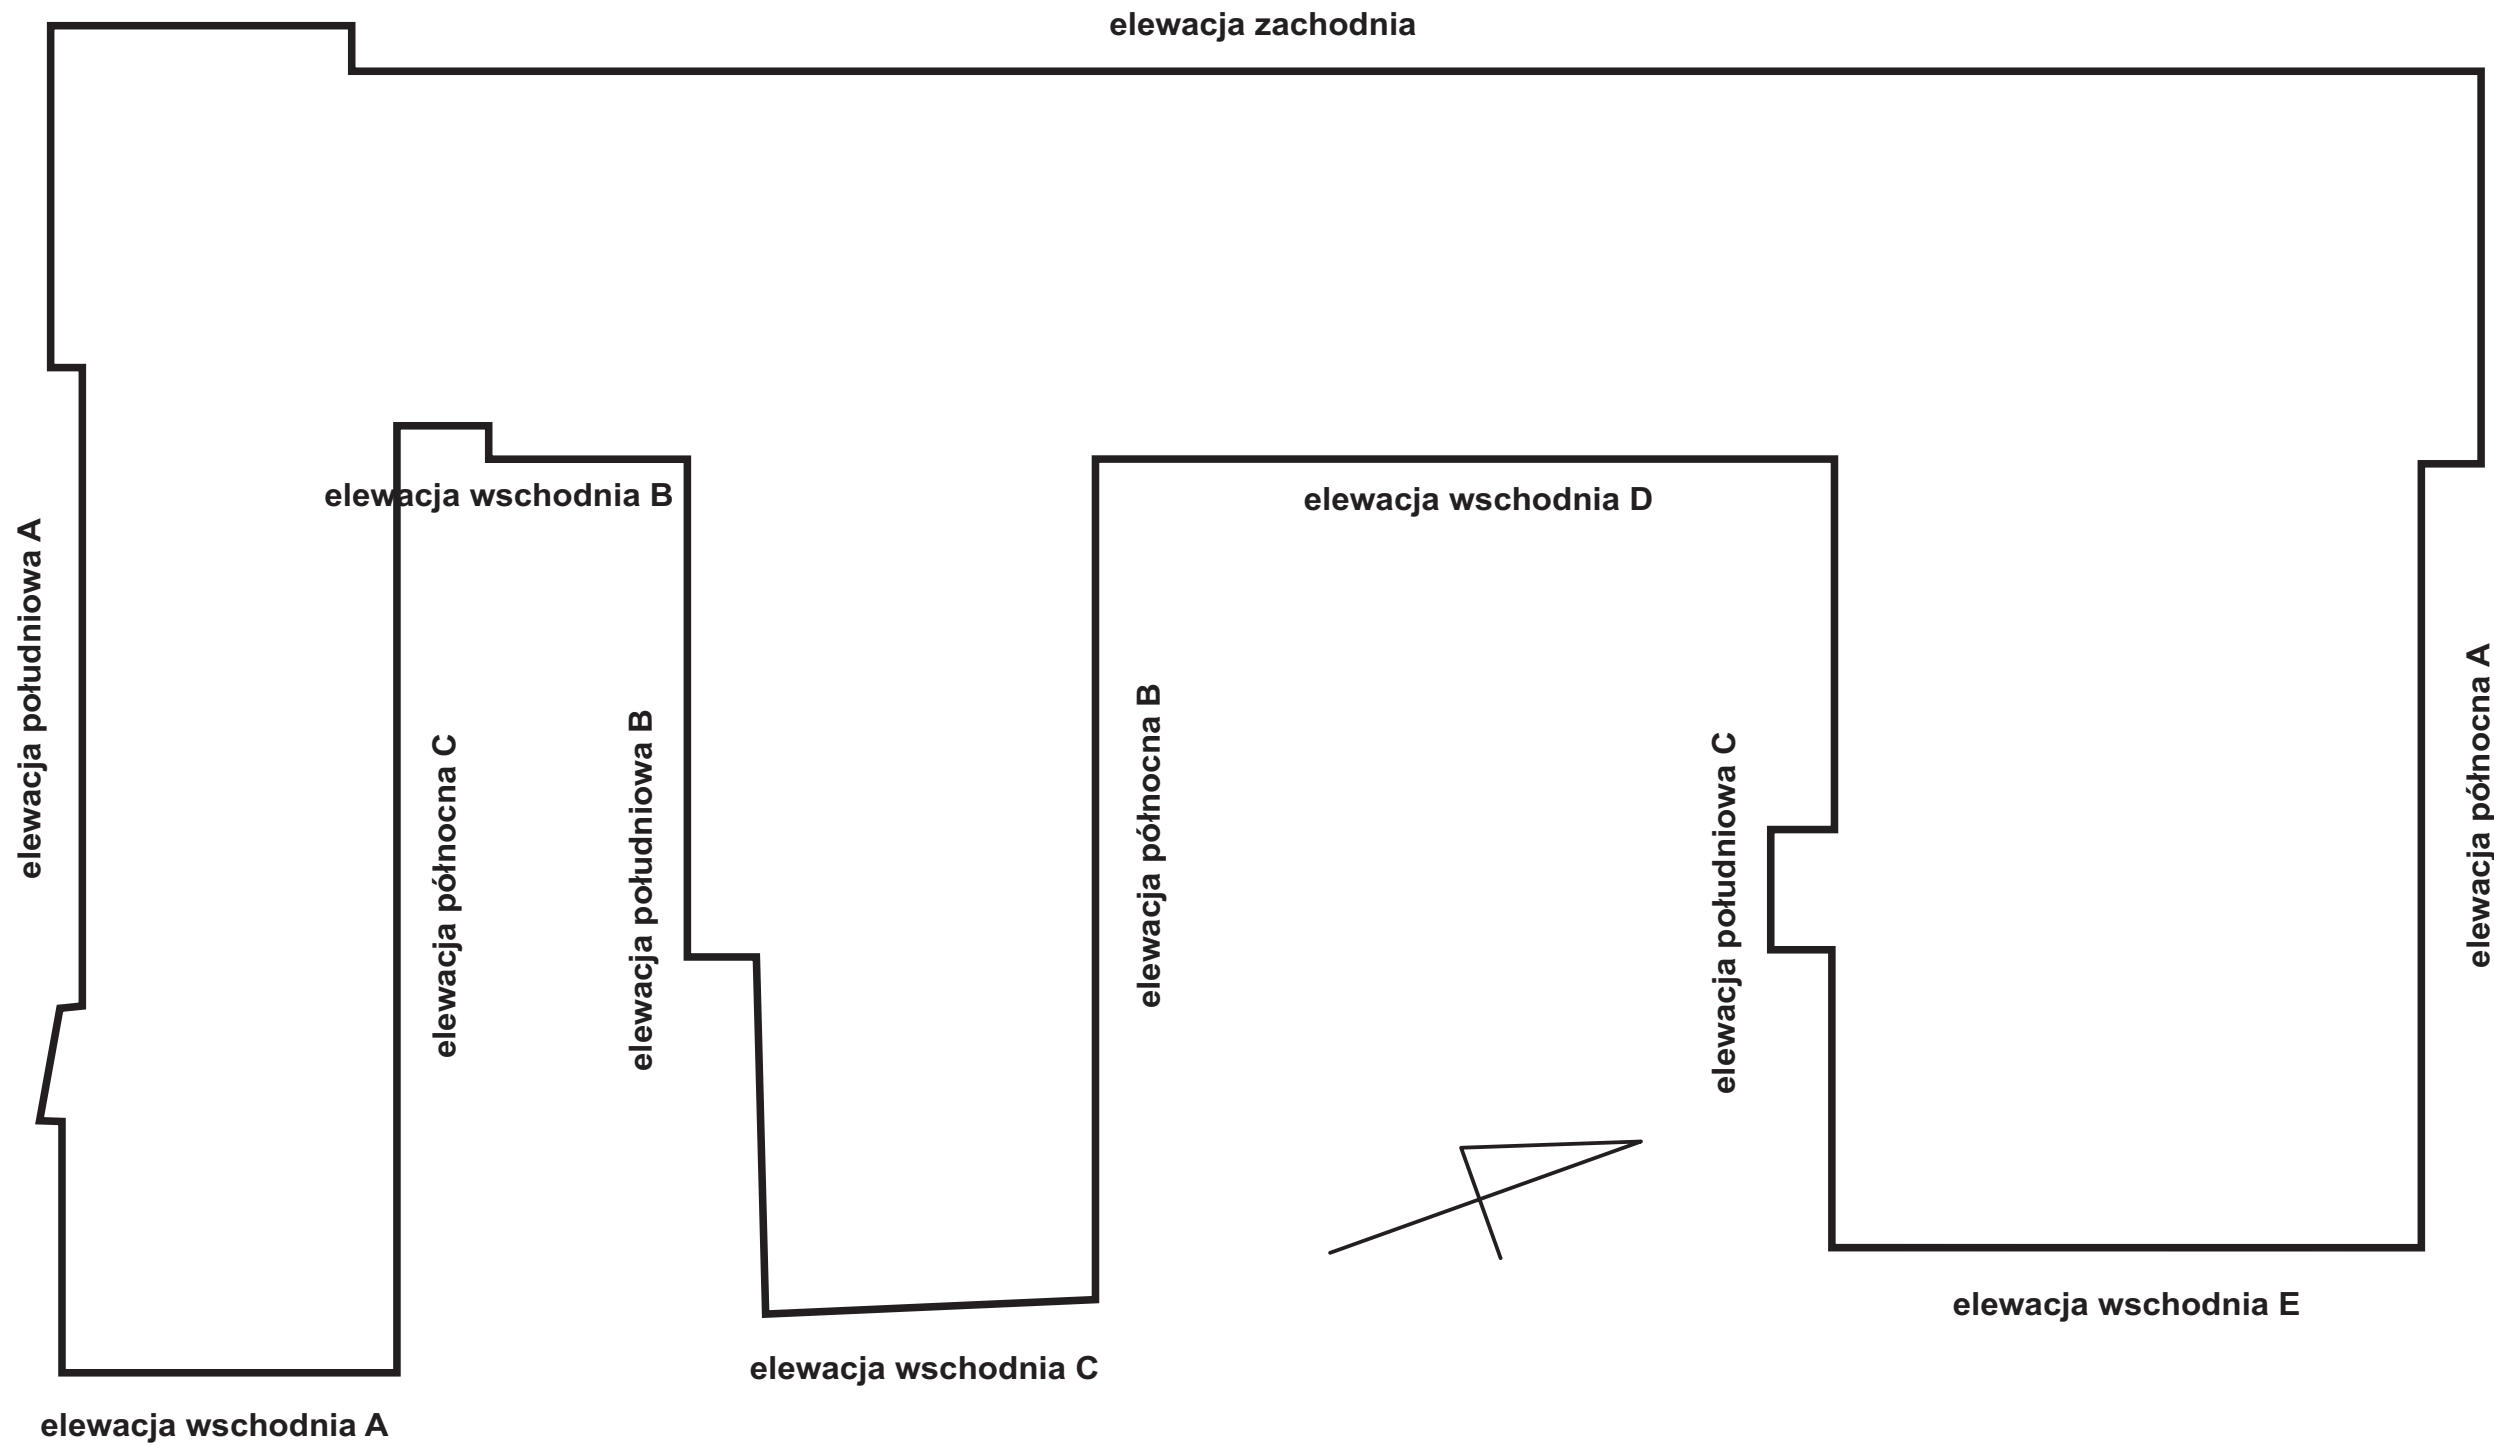 elewacja zachodnia
elewacja wschodnia B
elewacja wschodnia D
elewacja południowa A
elewacja północna C
elewacja południowa B
elewacja północna B
elewacja południowa C
elewacja północna A
elewacja wschodnia E
elewacja wschodnia C
elewacja wschodnia A